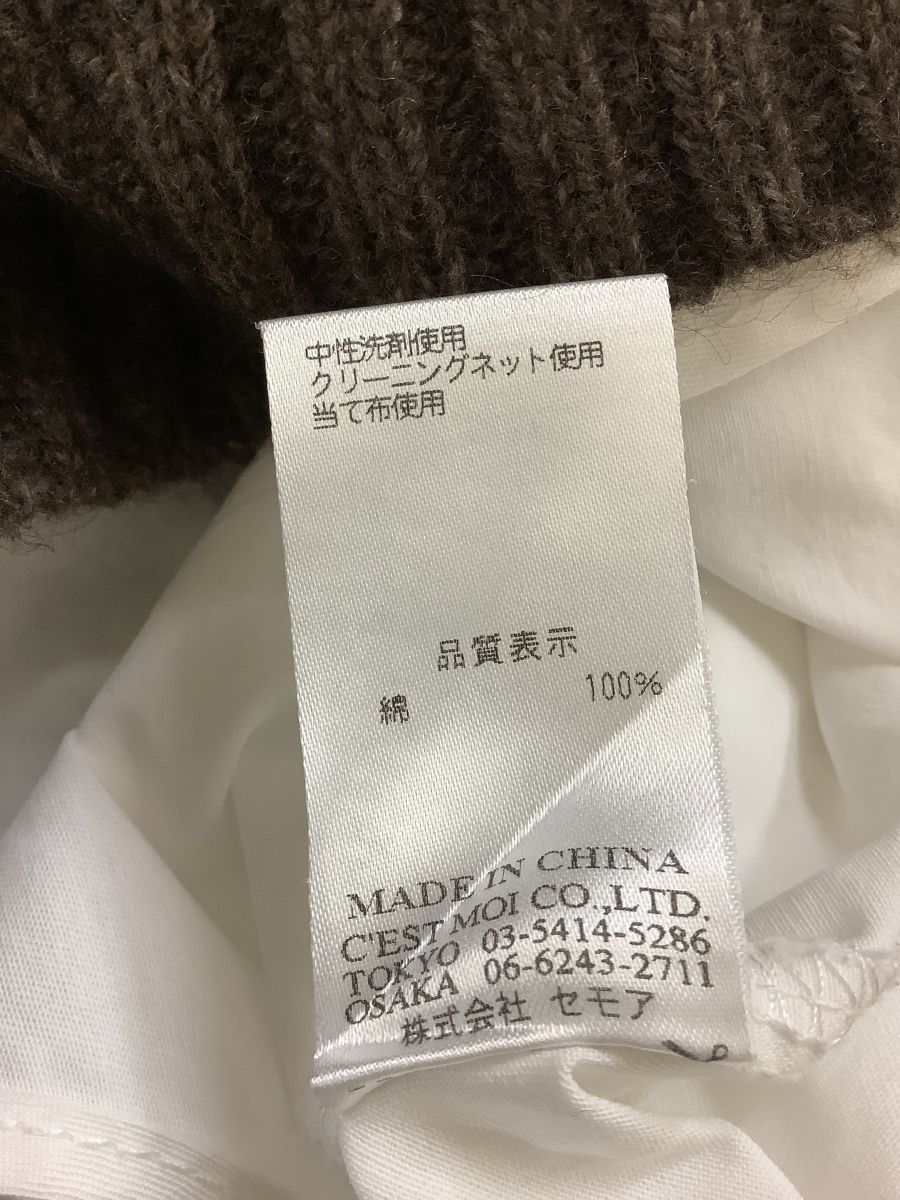 中性洗剤使用
クリーニングネット使用
当て布使用
品質表示
綿 100%
MADE IN CHINA
C'EST MOI CO.,LTD.
TOKYO 03-5414-5286
OSAKA 06-6243-2711
株式会社 セモア